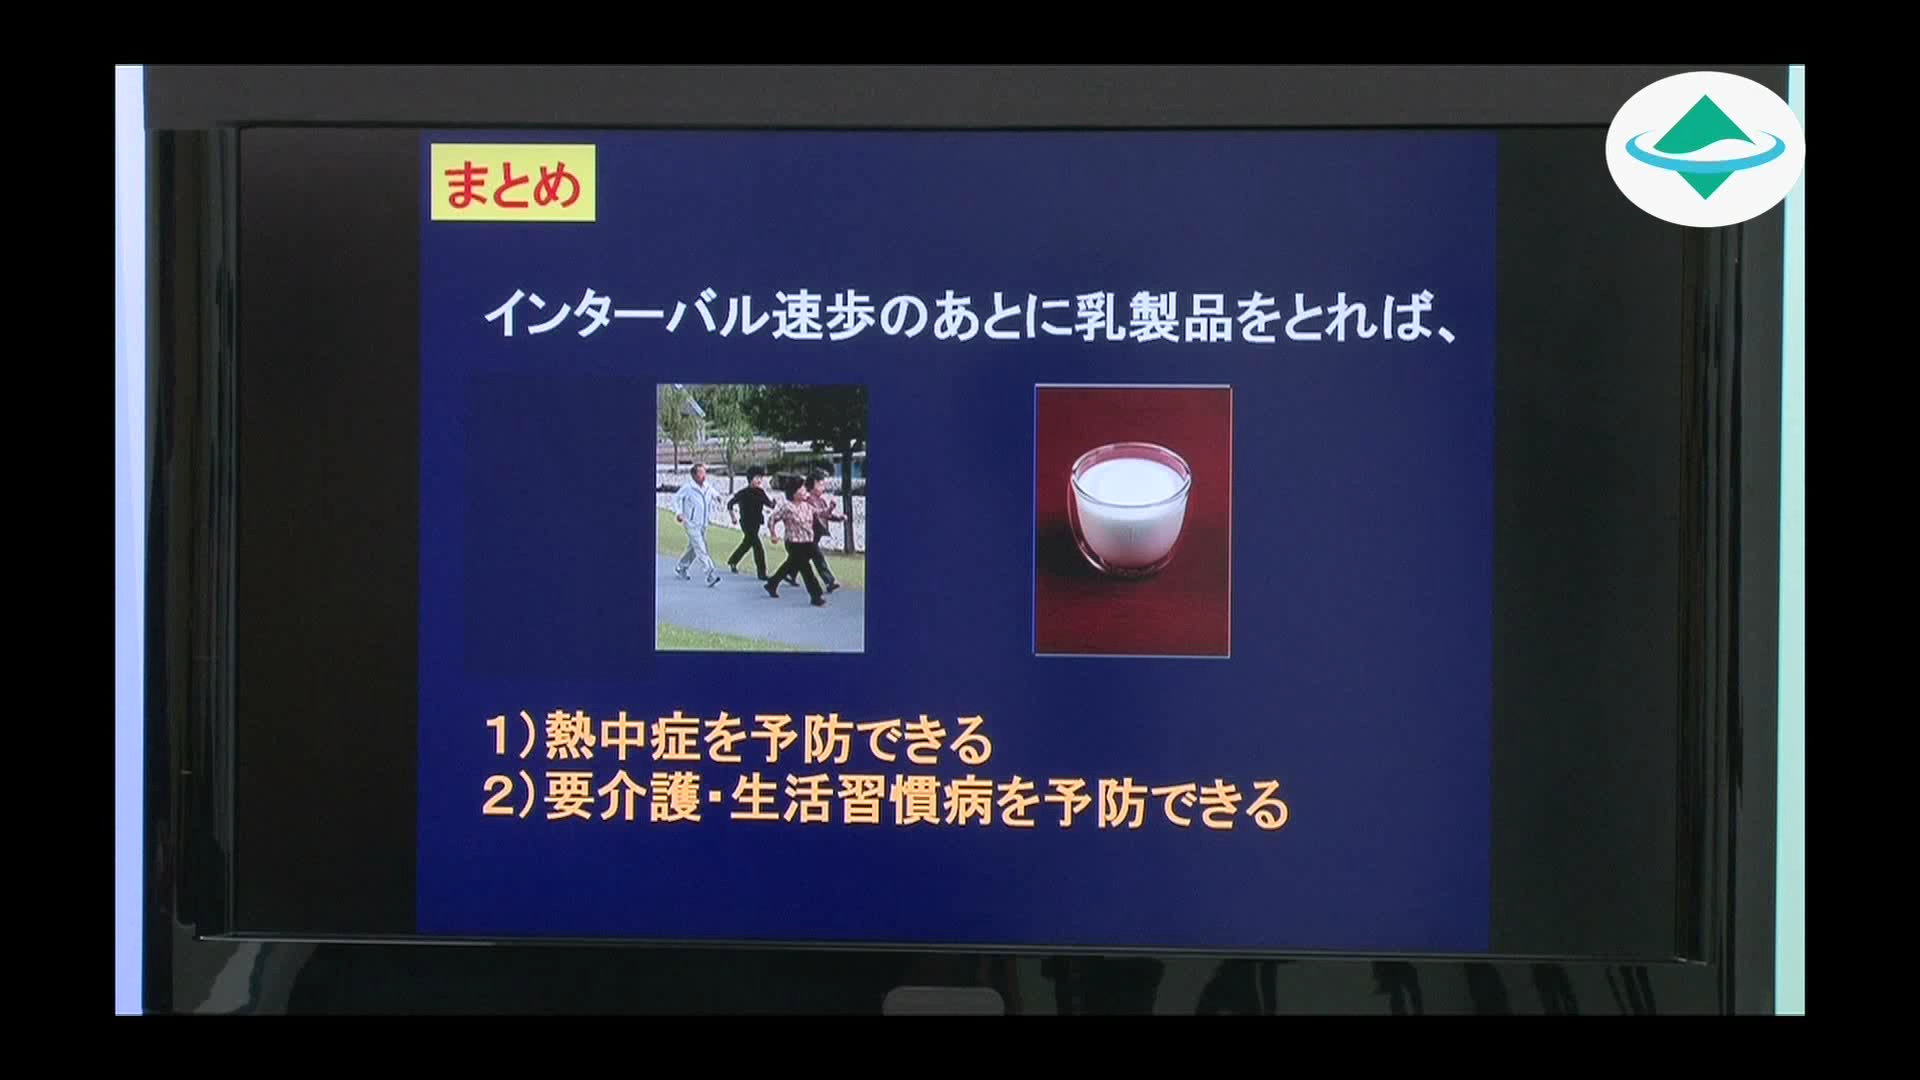 まとめ
インターバル速歩のあとに乳製品をとれば、
1)熱中症を予防できる
2)要介護・生活習慣病を予防できる